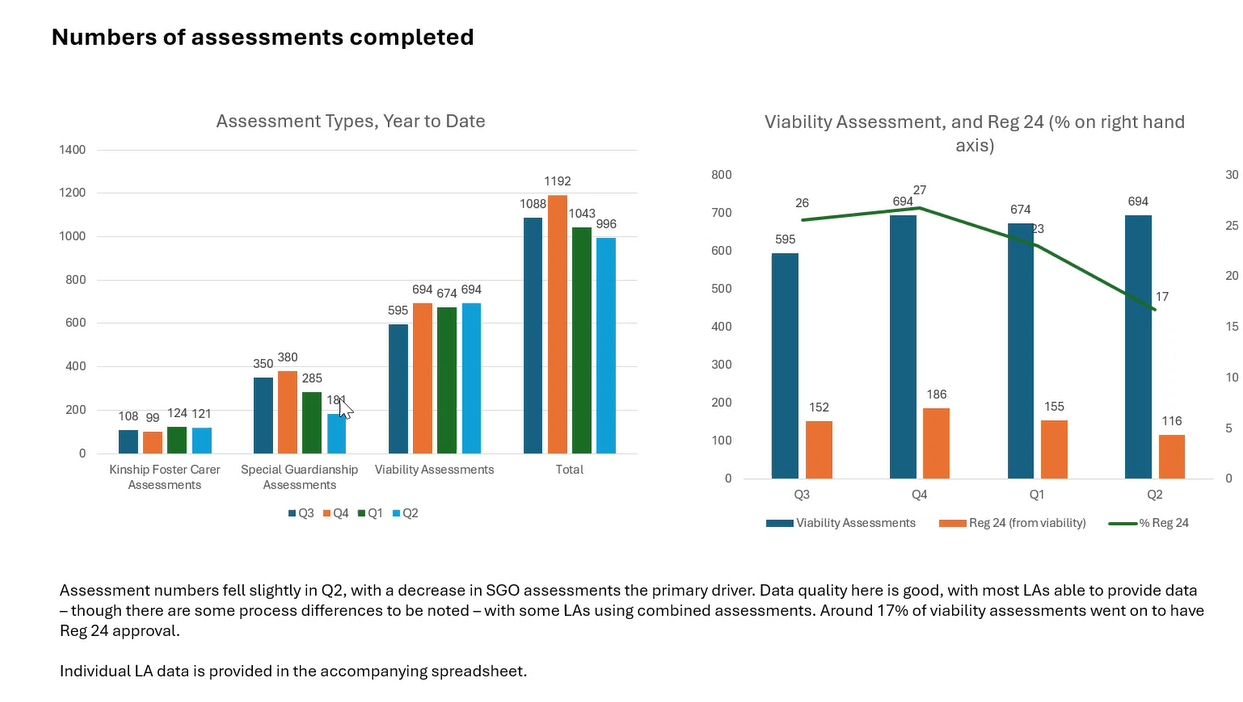 Numbers of assessments completed
Assessment Types, Year to Date
1400
1200
1000
800
600
400
200
0
108 99 124 121
350 380 285 181
595 694 674 694
1088 1192 1043 996
Kinship Foster Carer Assessments
Special Guardianship Assessments
Viability Assessments
Total
Q3 Q4 Q1 Q2
Viability Assessment, and Reg 24 (% on right hand
axis)
800
700
600
500
400
300
200
100
0
30
25
20
15
10
5
0
26 27 23 17
595 694 674 694
152 186 155 116
Q3 Q4 Q1 Q2
Viability Assessments Reg 24 (from viability) % Reg 24
Assessment numbers fell slightly in Q2, with a decrease in SGO assessments the primary driver. Data quality here is good, with most LAs able to provide data
– though there are some process differences to be noted – with some LAs using combined assessments. Around 17% of viability assessments went on to have
Reg 24 approval.
Individual LA data is provided in the accompanying spreadsheet.